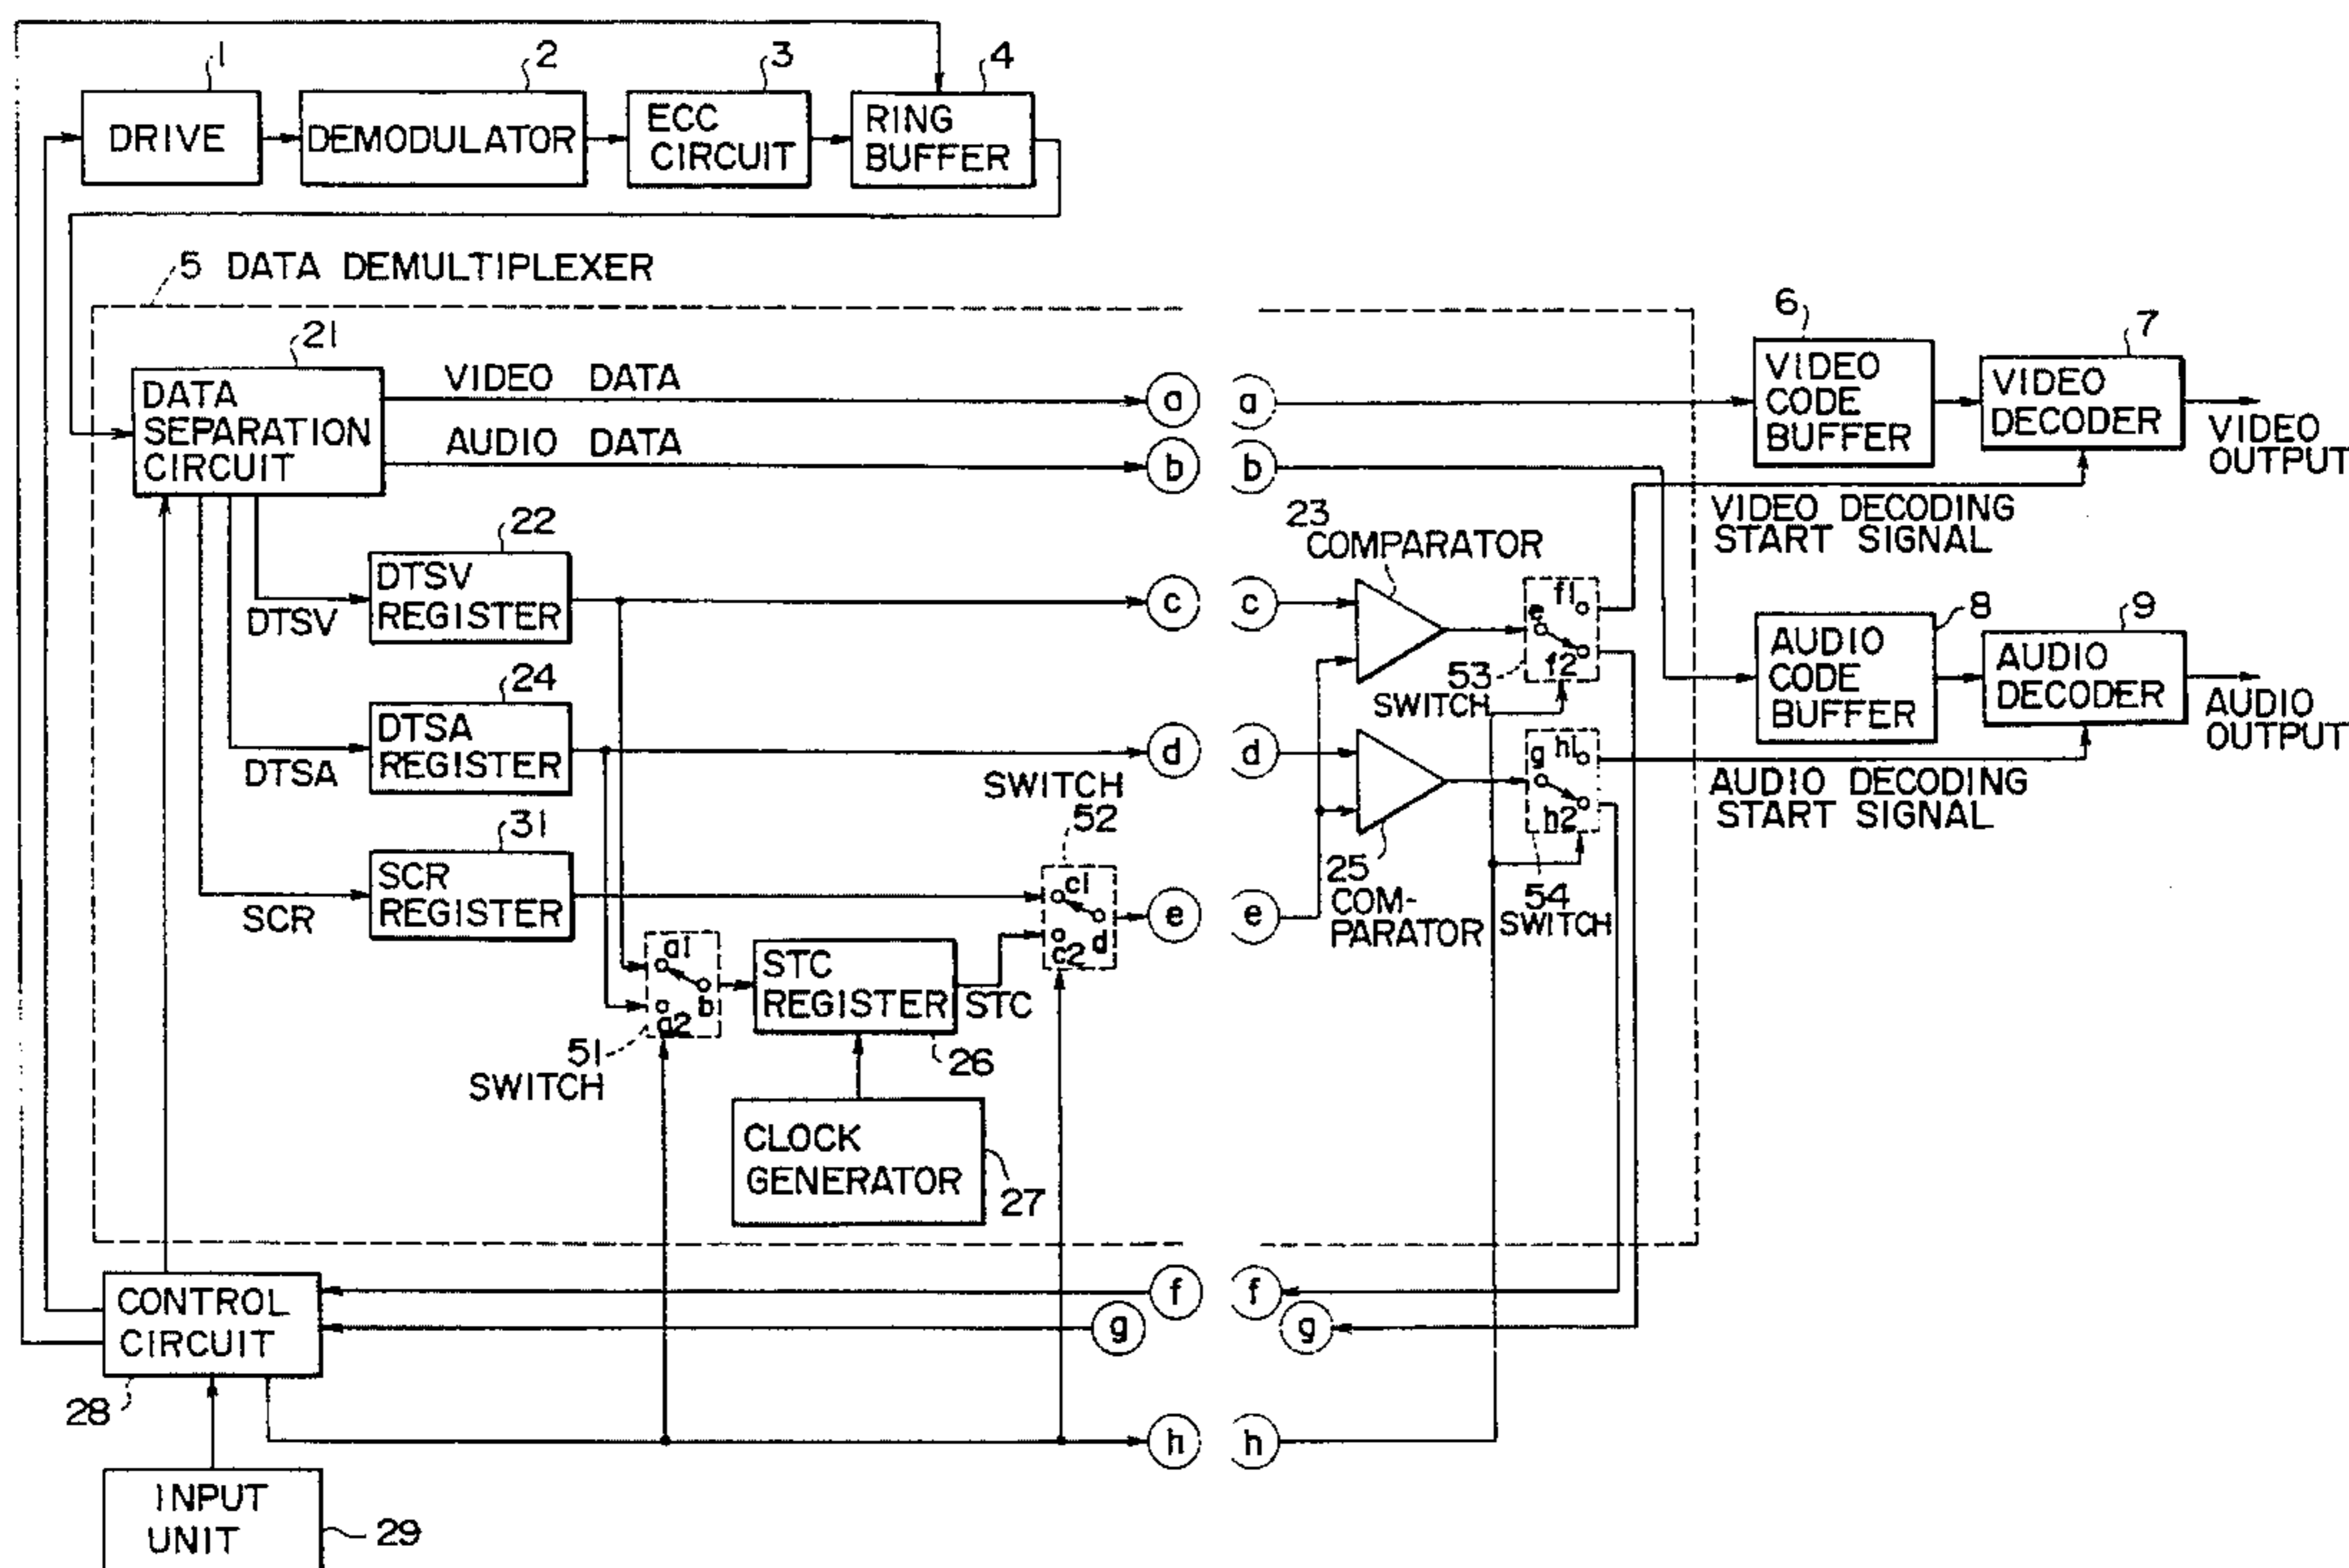 1
2
3
4
DRIVE
DEMODULATOR
ECC
CIRCUIT
RING
BUFFER
5 DATA DEMULTIPLEXER
21
DATA
SEPARATION
CIRCUIT
VIDEO DATA
AUDIO DATA
a
b
a
b
6
VIDEO
CODE
BUFFER
7
VIDEO
DECODER
VIDEO
OUTPUT
VIDEO DECODING
START SIGNAL
22
DTSV
REGISTER
DTSV
c
c
23
COMPARATOR
e
f1
f2
53
SWITCH
8
AUDIO
CODE
BUFFER
9
AUDIO
DECODER
AUDIO
OUTPUT
AUDIO DECODING
START SIGNAL
24
DTSA
REGISTER
DTSA
d
d
25
COM-
PARATOR
g
h1
h2
54
SWITCH
31
SCR
REGISTER
SCR
SWITCH
52
c1
c2
d
e
e
a1
a2
b
51
SWITCH
STC
REGISTER
STC
26
CLOCK
GENERATOR
27
CONTROL
CIRCUIT
28
f
g
f
g
h
h
INPUT
UNIT
29